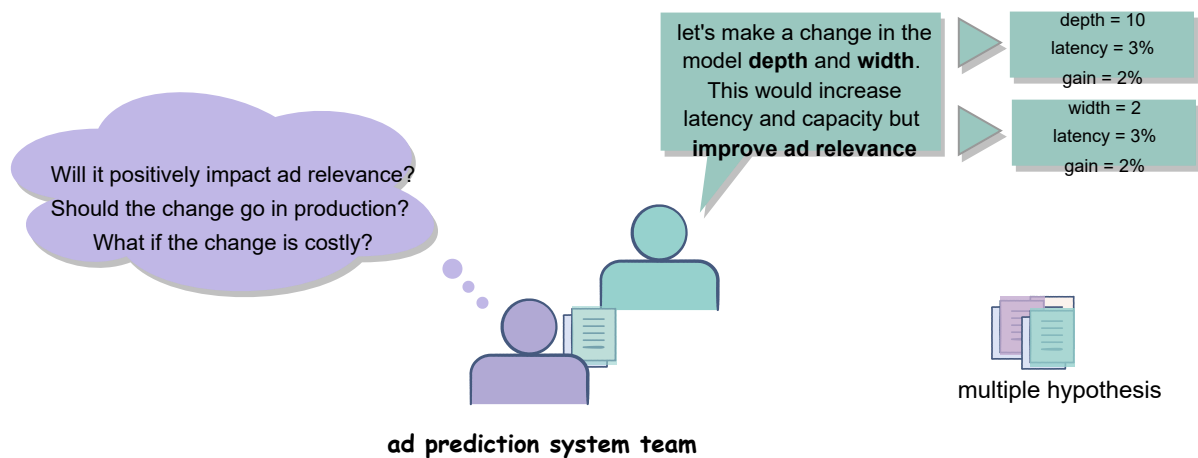 let's make a change in the
model depth and width.
This would increase
latency and capacity but
improve ad relevance
depth = 10
latency = 3%
gain = 2%
width = 2
latency = 3%
gain = 2%
Will it positively impact ad relevance?
Should the change go in production?
What if the change is costly?
multiple hypothesis
ad prediction system team